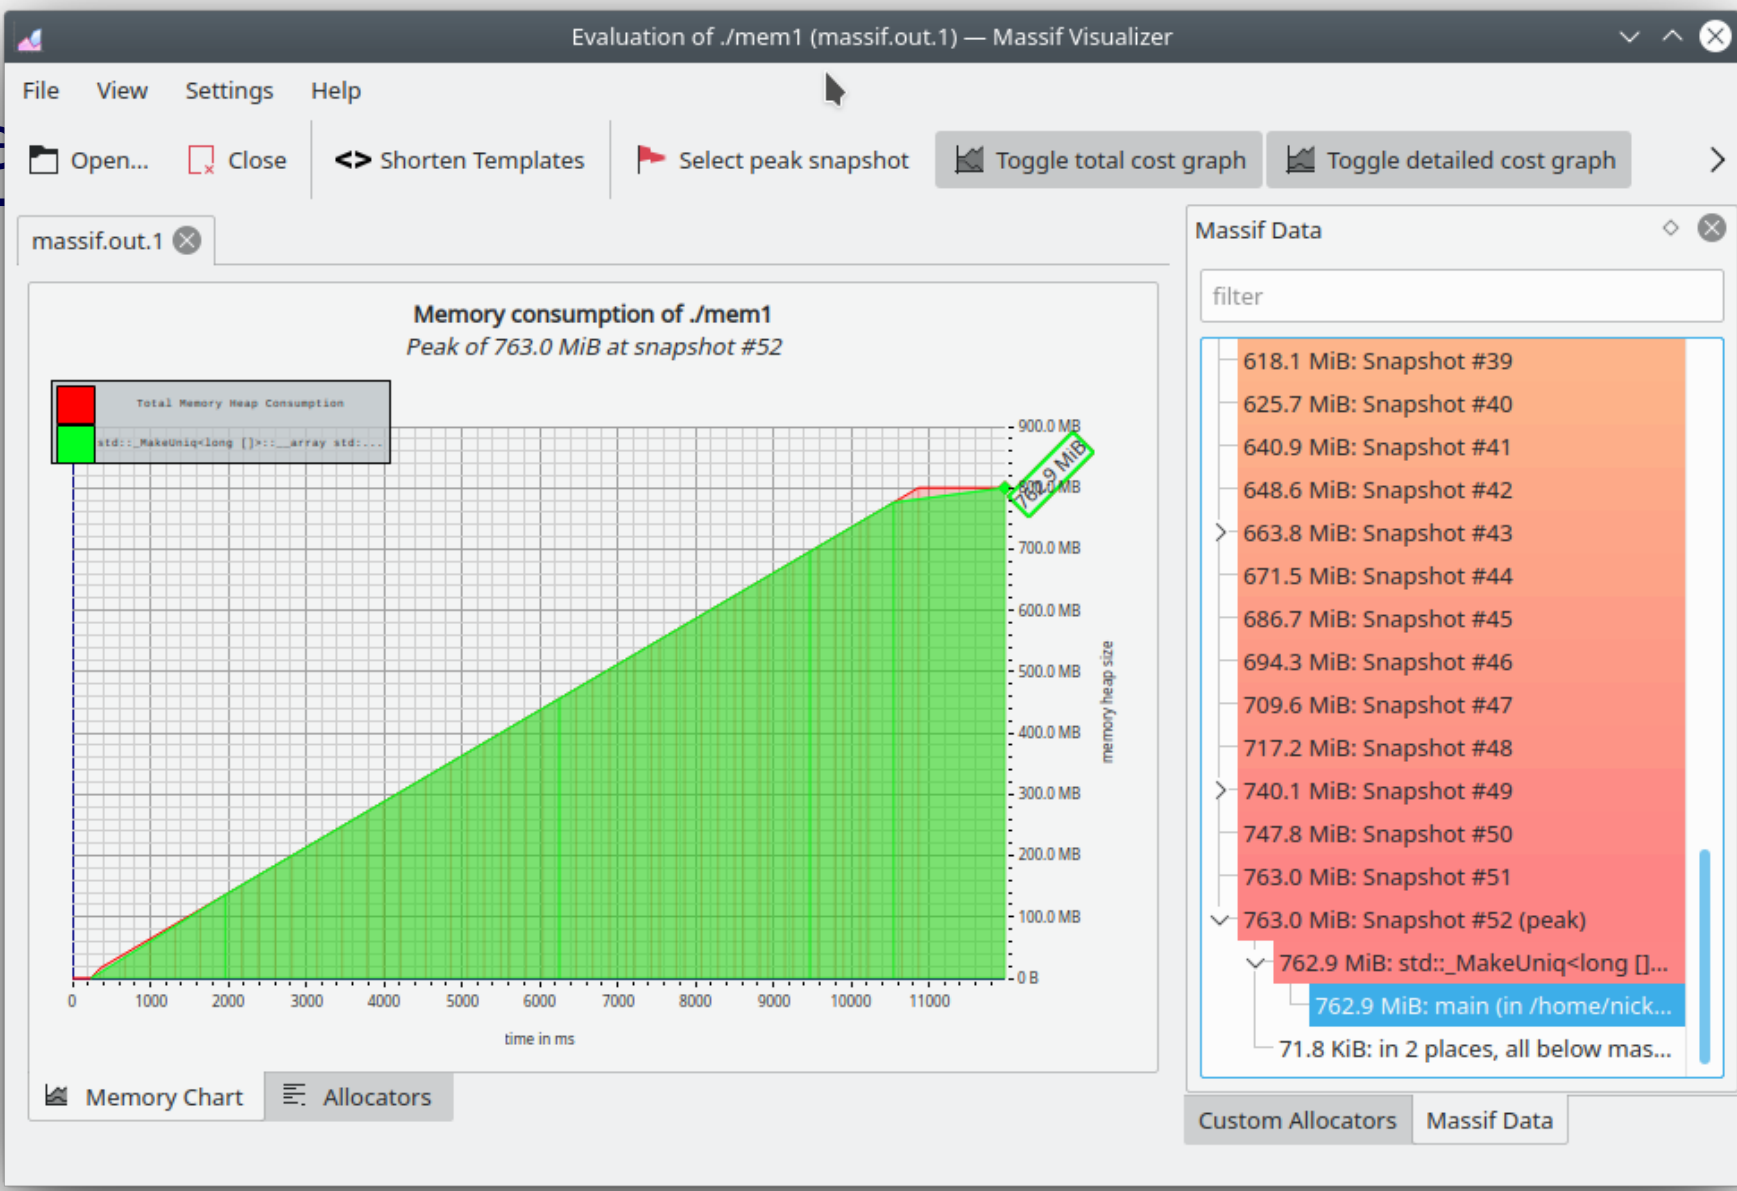 Evaluation of ./mem1 (massif.out.1) — Massif Visualizer
File View Settings Help
Open... Close <> Shorten Templates Select peak snapshot Toggle total cost graph Toggle detailed cost graph
massif.out.1
Memory consumption of ./mem1
Peak of 763.0 MiB at snapshot #52
Total Memory Heap Consumption
std::_MakeUniq<long []>::__array std:...
900.0 MB
800.0 MB
762.9 MiB
700.0 MB
600.0 MB
500.0 MB
400.0 MB
300.0 MB
200.0 MB
100.0 MB
0 B
memory heap size
0 1000 2000 3000 4000 5000 6000 7000 8000 9000 10000 11000
time in ms
Memory Chart Allocators
Massif Data
filter
618.1 MiB: Snapshot #39
625.7 MiB: Snapshot #40
640.9 MiB: Snapshot #41
648.6 MiB: Snapshot #42
663.8 MiB: Snapshot #43
671.5 MiB: Snapshot #44
686.7 MiB: Snapshot #45
694.3 MiB: Snapshot #46
709.6 MiB: Snapshot #47
717.2 MiB: Snapshot #48
740.1 MiB: Snapshot #49
747.8 MiB: Snapshot #50
763.0 MiB: Snapshot #51
763.0 MiB: Snapshot #52 (peak)
762.9 MiB: std::_MakeUniq<long []...
762.9 MiB: main (in /home/nick...
71.8 KiB: in 2 places, all below mas...
Custom Allocators Massif Data